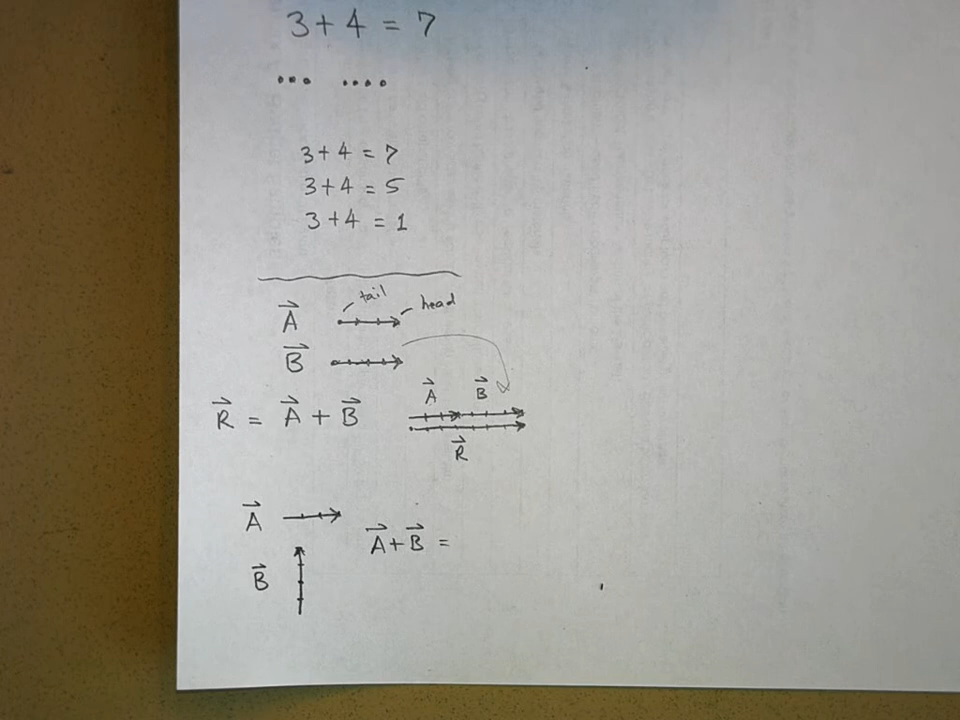 3 + 4 = 7
3 + 4 = 7
3 + 4 = 5
3 + 4 = 1
tail
head
A⃗
B⃗
A⃗ B⃗
R⃗ = A⃗ + B⃗
R⃗
A⃗
A⃗ + B⃗ =
B⃗